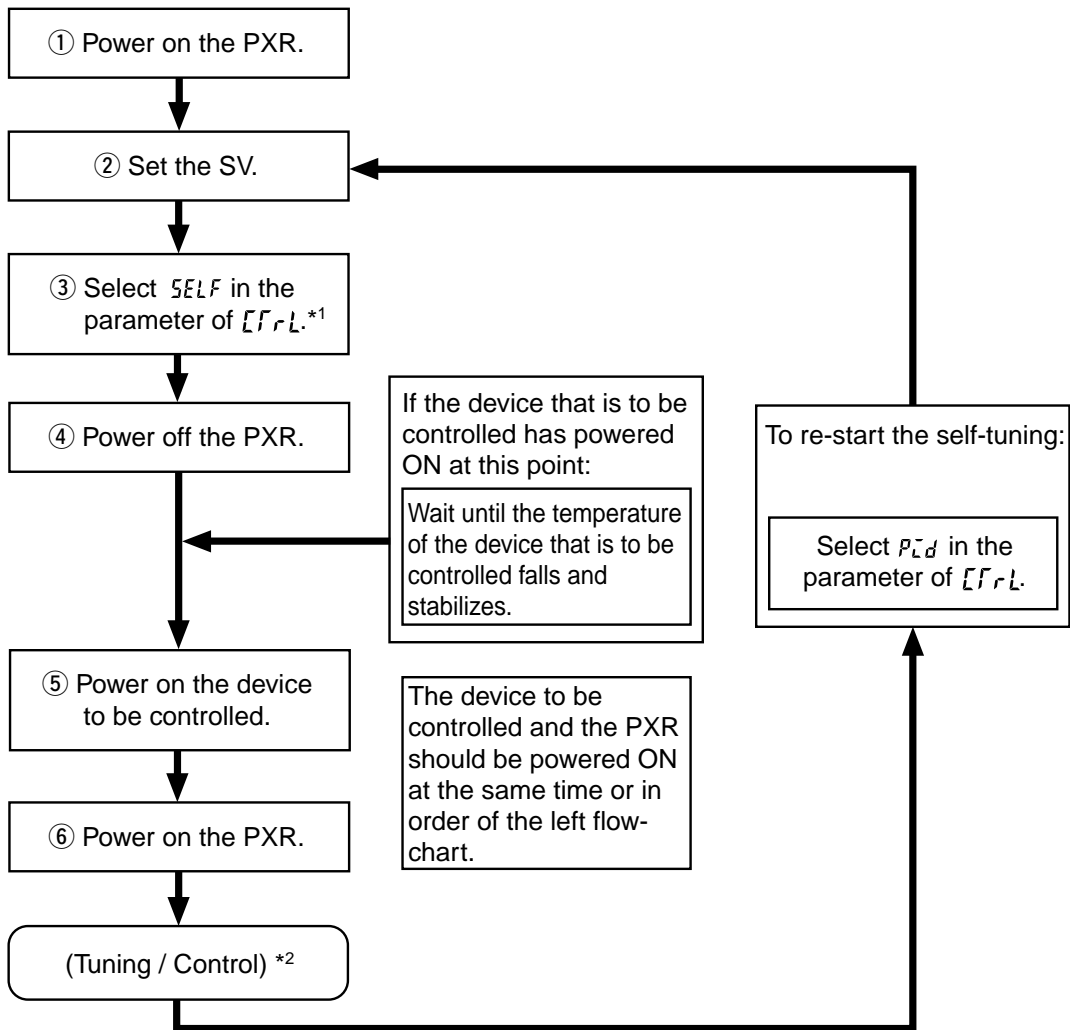 ① Power on the PXR.
② Set the SV.
③ Select SELF in the
parameter of CTrL.*1
④ Power off the PXR.
If the device that is to be
controlled has powered
ON at this point:
Wait until the temperature
of the device that is to be
controlled falls and
stabilizes.
To re-start the self-tuning:
Select Pid in the
parameter of CTrL.
⑤ Power on the device
to be controlled.
The device to be
controlled and the PXR
should be powered ON
at the same time or in
order of the left flow-
chart.
⑥ Power on the PXR.
(Tuning / Control) *2